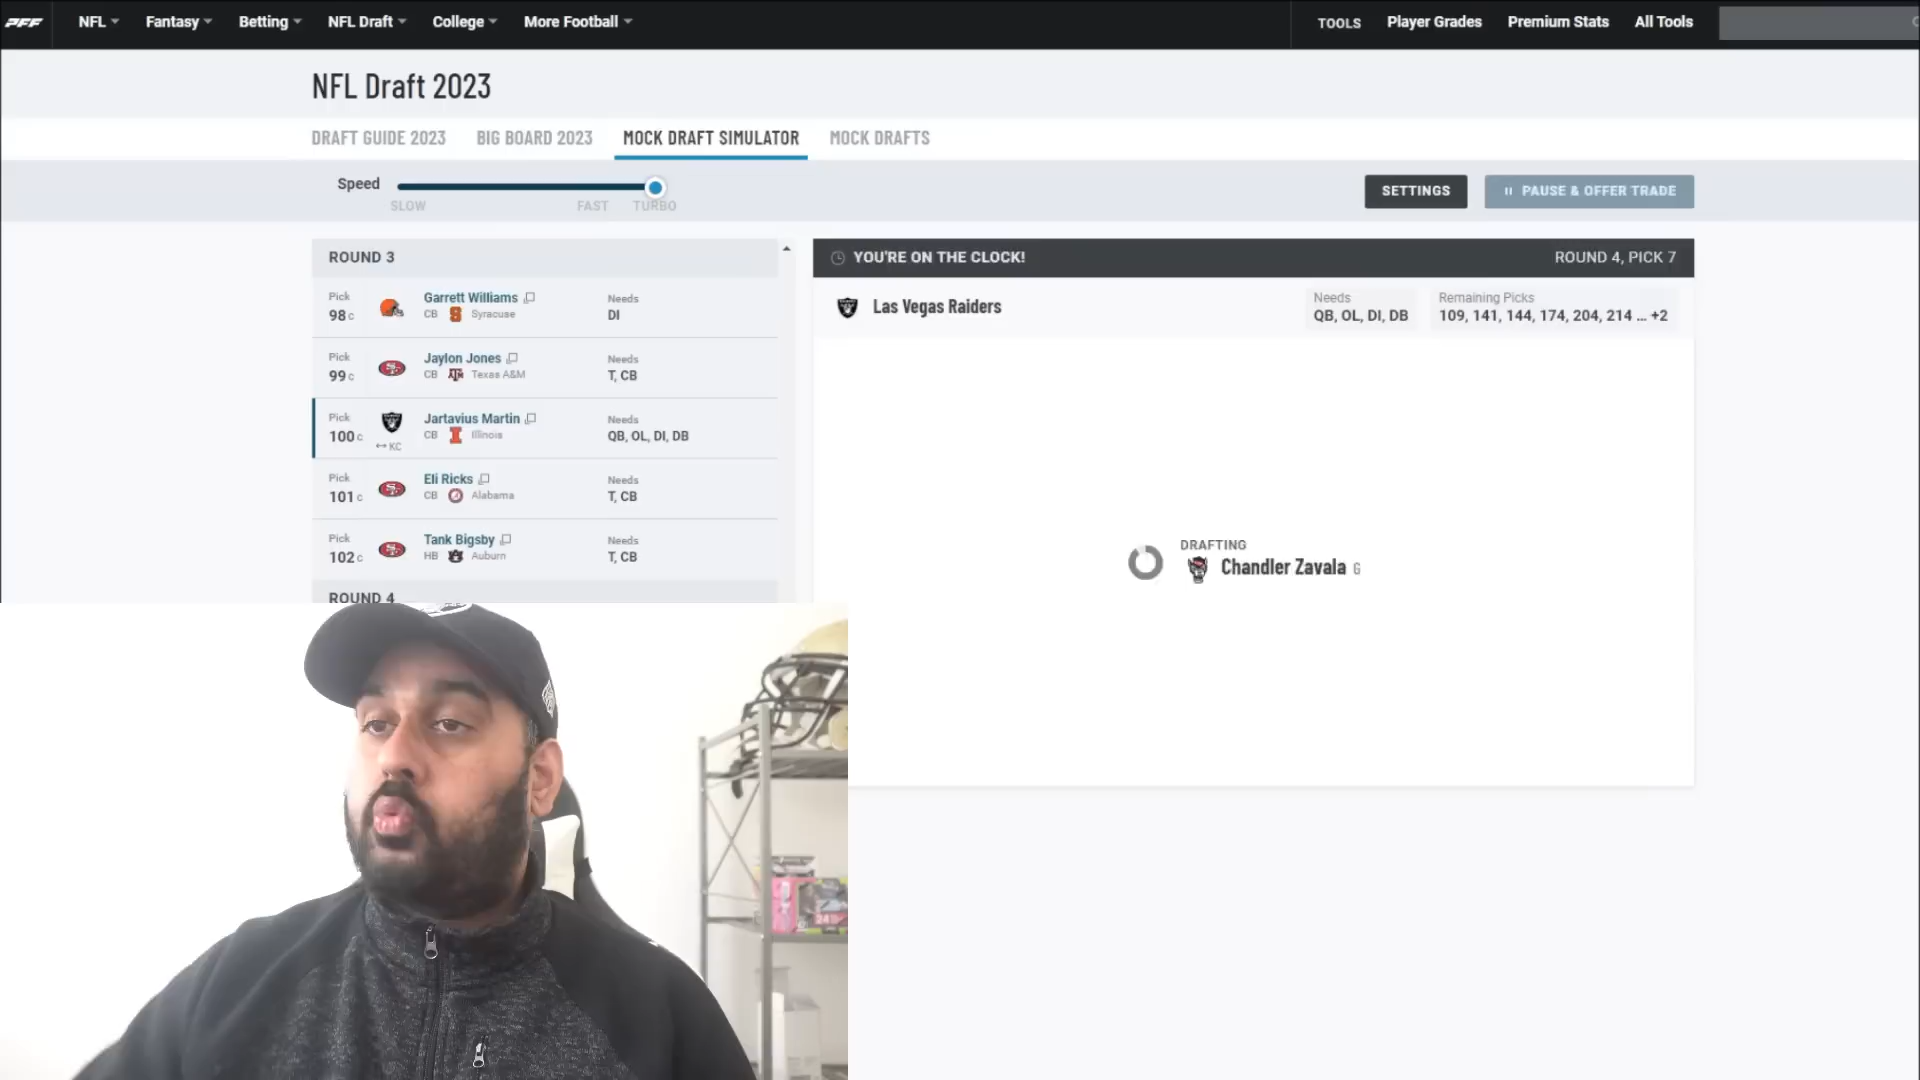 PFF NFL Fantasy Betting NFL Draft College More Football TOOLS Player Grades Premium Stats All Tools
NFL Draft 2023
DRAFT GUIDE 2023 BIG BOARD 2023 MOCK DRAFT SIMULATOR MOCK DRAFTS
Speed
SLOW FAST TURBO
SETTINGS PAUSE & OFFER TRADE
ROUND 3
Pick
98 c
Garrett Williams
CB Syracuse
Needs
DI
Pick
99 c
Jaylon Jones
CB ATM Texas A&M
Needs
T, CB
Pick
100 c
KC
Jartavius Martin
CB I Illinois
Needs
QB, OL, DI, DB
Pick
101 c
Eli Ricks
CB Alabama
Needs
T, CB
Pick
102 c
Tank Bigsby
HB Auburn
Needs
T, CB
ROUND 4
YOU'RE ON THE CLOCK! ROUND 4, PICK 7
Las Vegas Raiders
Needs
QB, OL, DI, DB
Remaining Picks
109, 141, 144, 174, 204, 214 ... +2
DRAFTING
Chandler Zavala G
24